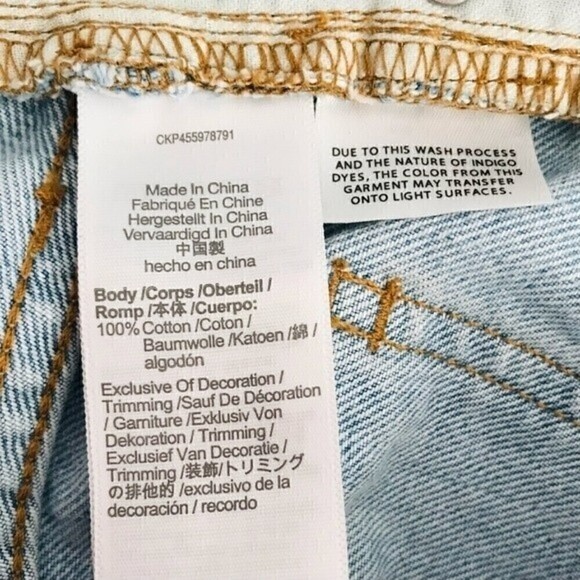 CKP455978791
Made In China
Fabriqué En Chine
Hergestellt In China
Vervaardigd In China
中国製
hecho en china
Body /Corps /Oberteil /
Romp /本体 /Cuerpo:
100% Cotton /Coton /
Baumwolle /Katoen /綿 /
algodón
Exclusive Of Decoration /
Trimming /Sauf De Décoration
/ Garniture /Exklusiv Von
Dekoration / Trimming /
Exclusief Van Decoratie /
Trimming /装飾/トリミング
の排他的 /exclusivo de la
decoración / recordo
DUE TO THIS WASH PROCESS
AND THE NATURE OF INDIGO
DYES, THE COLOR FROM THIS
GARMENT MAY TRANSFER
ONTO LIGHT SURFACES.